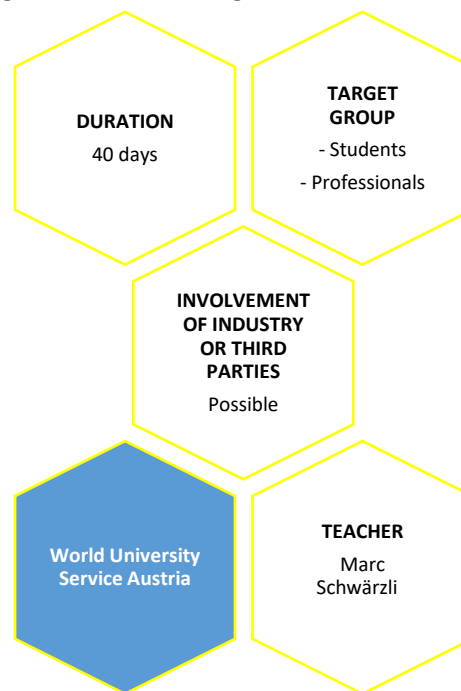 DURATION
40 days
TARGET
GROUP
- Students
- Professionals
INVOLVEMENT
OF INDUSTRY
OR THIRD
PARTIES
Possible
World University
Service Austria
TEACHER
Marc
Schwärzli